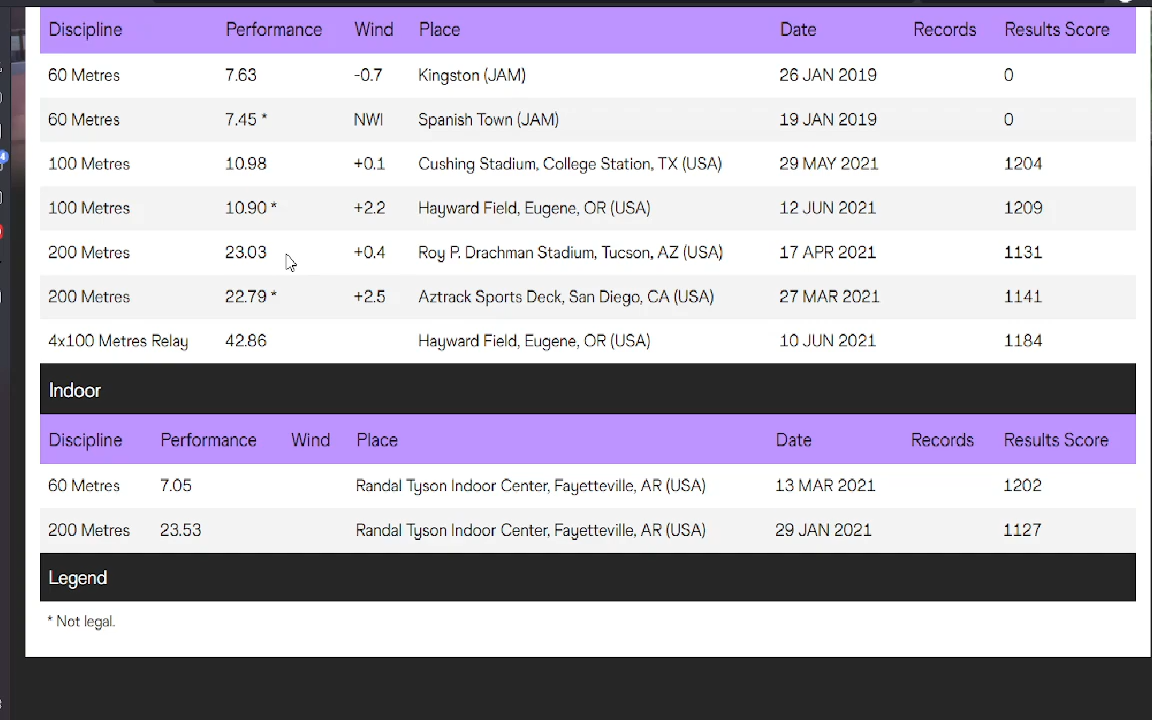 Discipline Performance Wind Place Date Records Results Score
60 Metres 7.63 -0.7 Kingston (JAM) 26 JAN 2019 0
60 Metres 7.45 * NWI Spanish Town (JAM) 19 JAN 2019 0
100 Metres 10.98 +0.1 Cushing Stadium, College Station, TX (USA) 29 MAY 2021 1204
100 Metres 10.90 * +2.2 Hayward Field, Eugene, OR (USA) 12 JUN 2021 1209
200 Metres 23.03 +0.4 Roy P. Drachman Stadium, Tucson, AZ (USA) 17 APR 2021 1131
200 Metres 22.79 * +2.5 Aztrack Sports Deck, San Diego, CA (USA) 27 MAR 2021 1141
4x100 Metres Relay 42.86 Hayward Field, Eugene, OR (USA) 10 JUN 2021 1184
Indoor
Discipline Performance Wind Place Date Records Results Score
60 Metres 7.05 Randal Tyson Indoor Center, Fayetteville, AR (USA) 13 MAR 2021 1202
200 Metres 23.53 Randal Tyson Indoor Center, Fayetteville, AR (USA) 29 JAN 2021 1127
Legend
* Not legal.